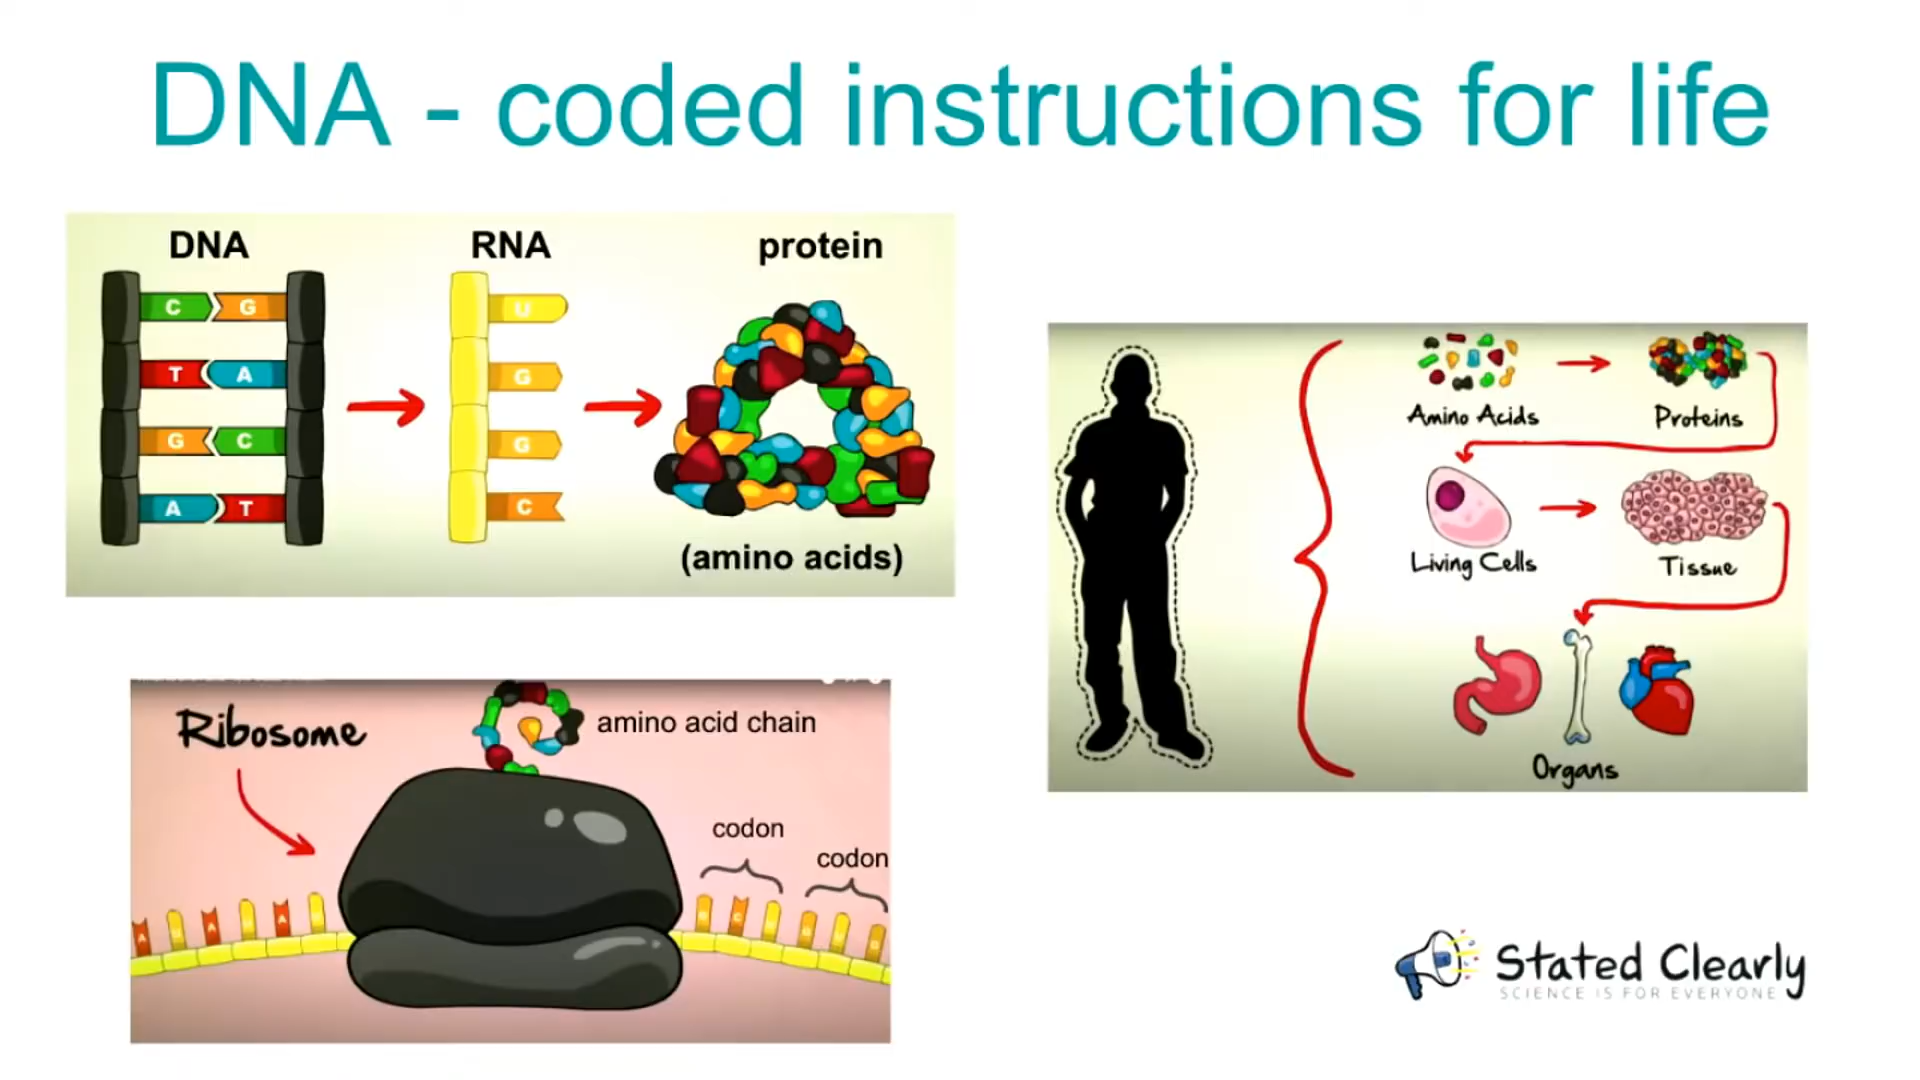 DNA - coded instructions for life
DNA
RNA
protein
C G
U
T A
G
G C
G
A T
C
(amino acids)
Amino Acids
Proteins
Living Cells
Tissue
Organs
Ribosome
amino acid chain
codon
codon
A
A
U
A
U
C
Stated Clearly
SCIENCE IS FOR EVERYONE